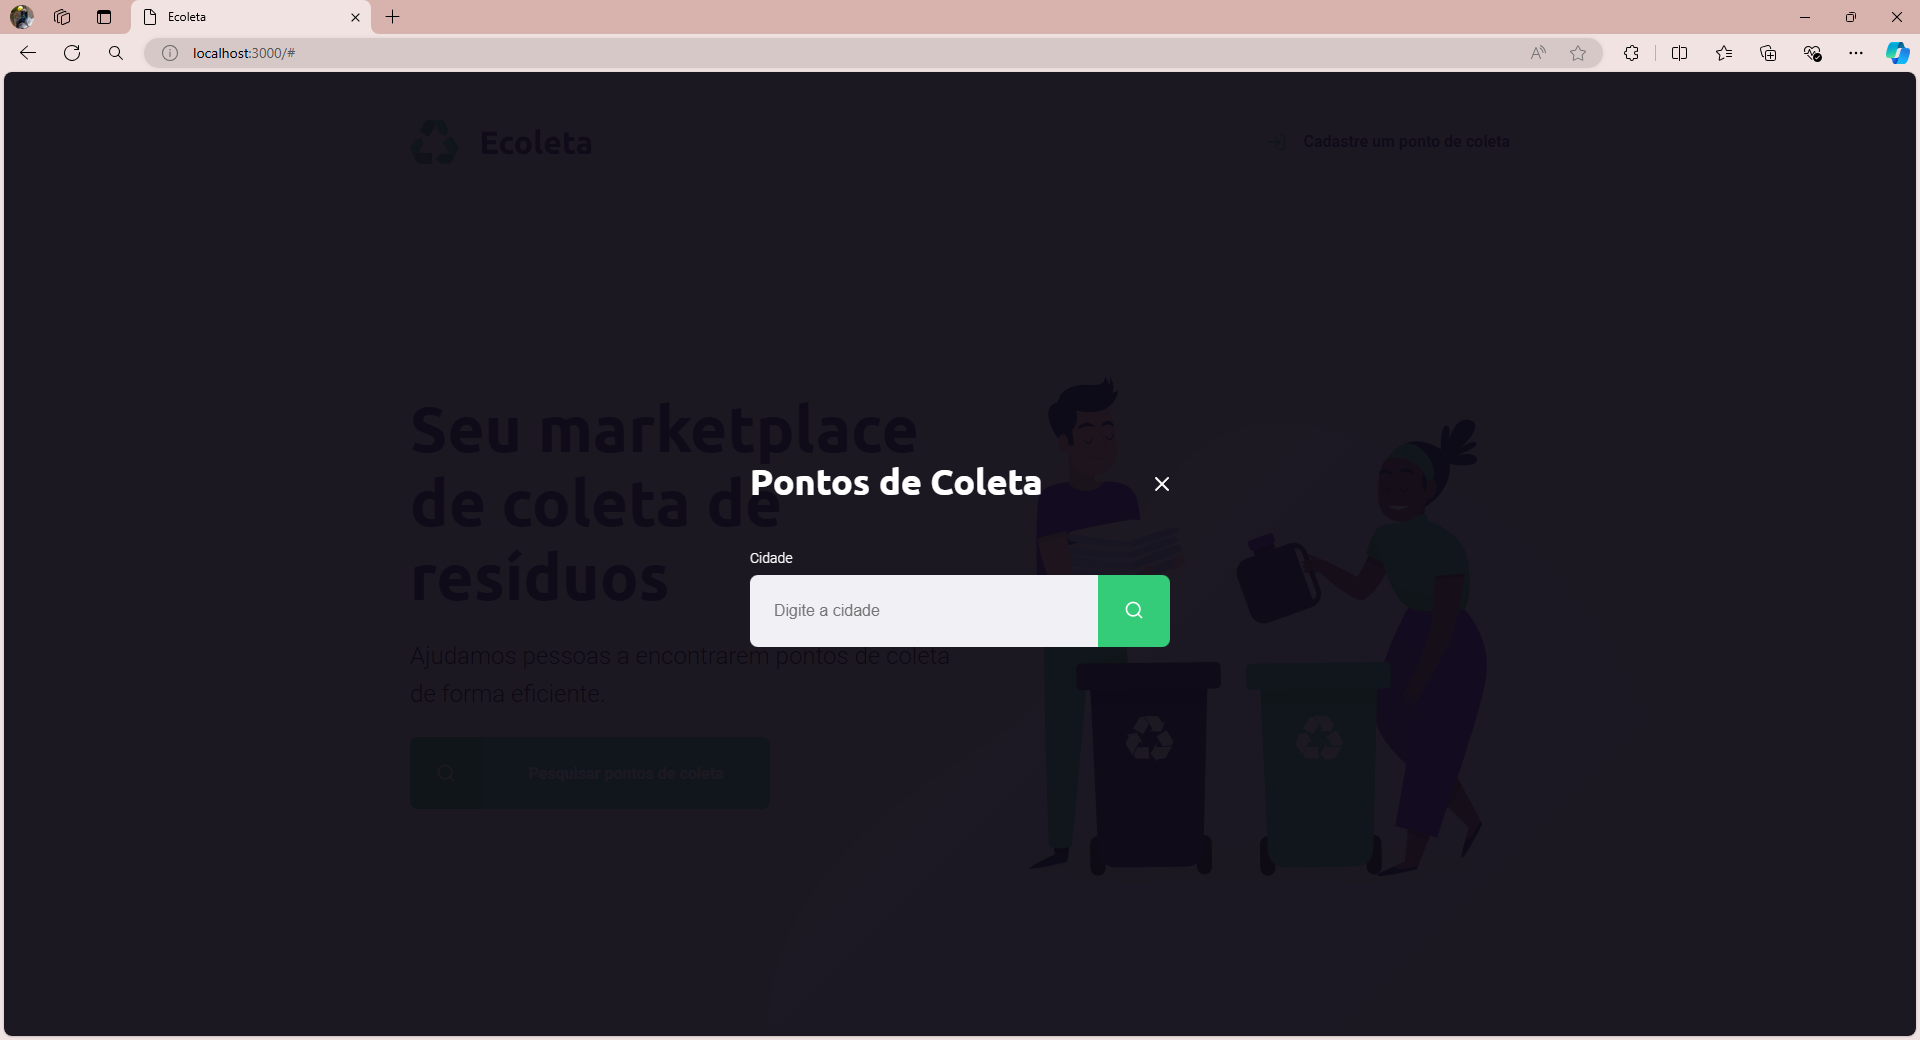 Ecoleta
localhost:3000/#
Ecoleta
Cadastre um ponto de coleta
Seu marketplace
de coleta de
resíduos
Pontos de Coleta
Cidade
Digite a cidade
Ajudamos pessoas a encontrarem pontos de coleta
de forma eficiente.
Pesquisar pontos de coleta